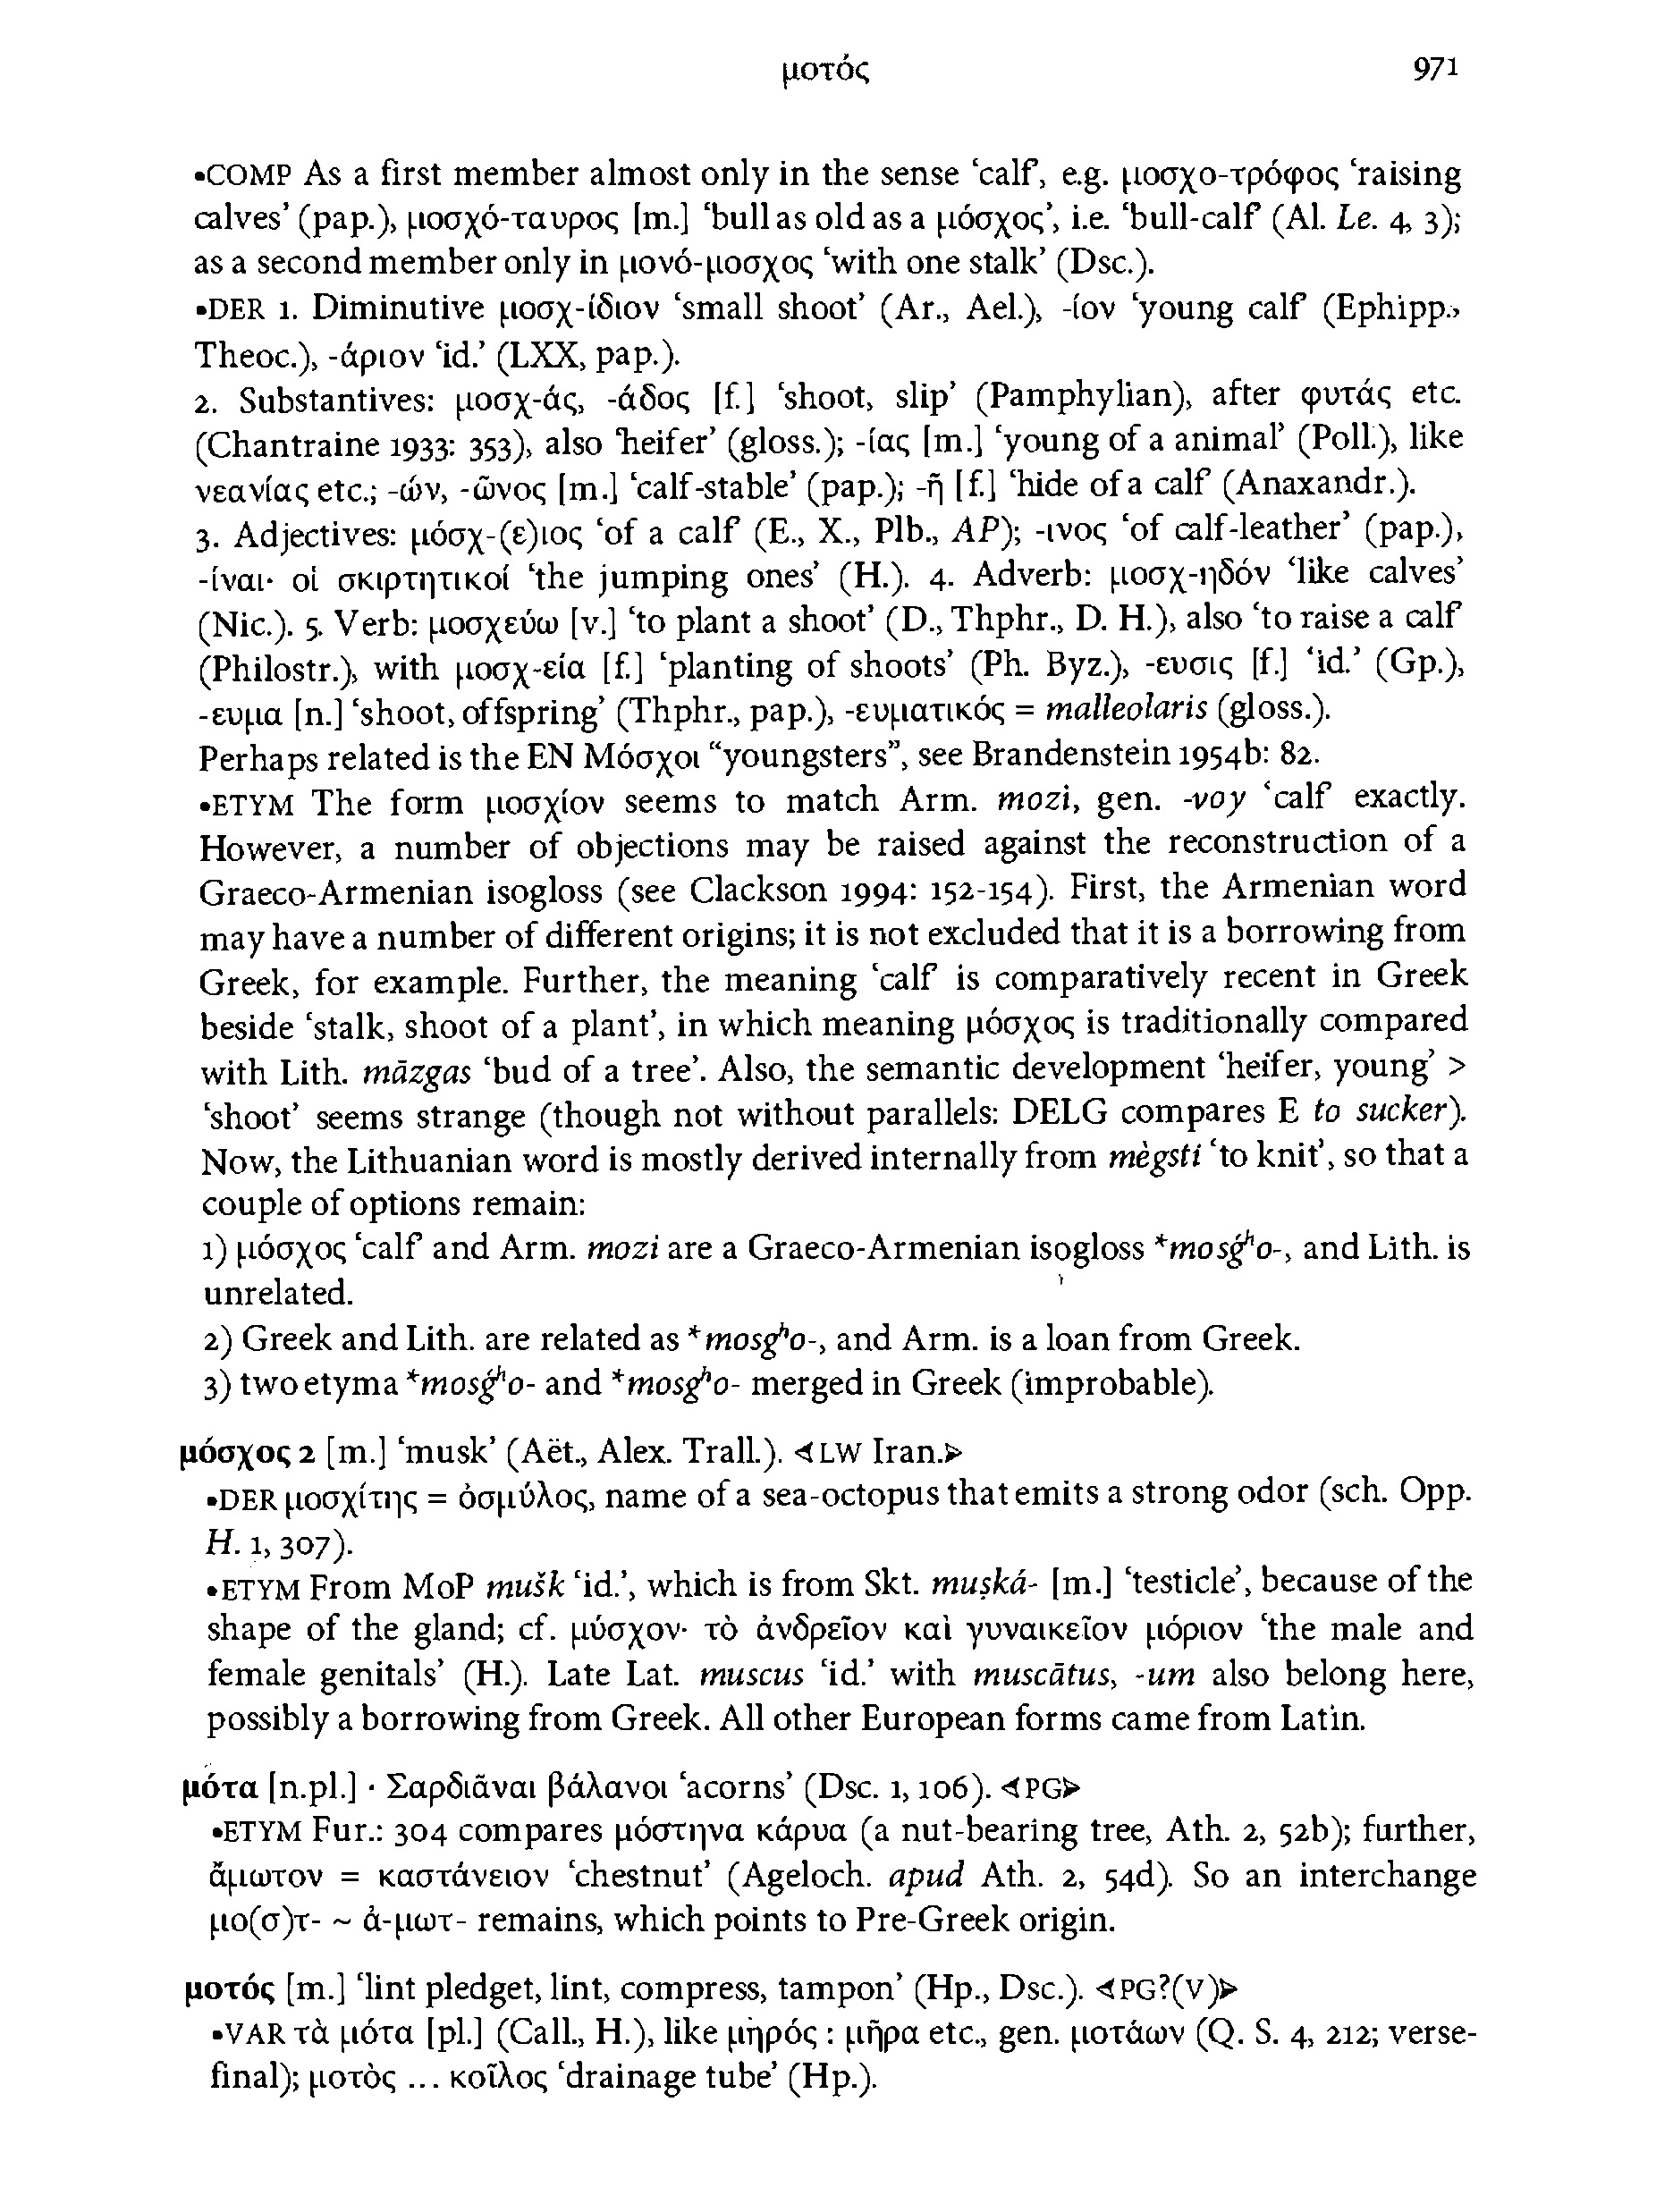 μοτός 971
•COMP As a first member almost only in the sense ‘calf’, e.g. μοσχο-τρόφος ‘raising
calves’ (pap.), μοσχό-ταυρος [m.] ‘bull as old as a μόσχος’, i.e. ‘bull-calf’ (Al. Le. 4, 3);
as a second member only in μονό-μοσχος ‘with one stalk’ (Dsc.).
•DER 1. Diminutive μοσχ-ίδιον ‘small shoot’ (Ar., Ael.), -ίον ‘young calf’ (Ephipp.,
Theoc.), -άριον ‘id.’ (LXX, pap.).
2. Substantives: μοσχ-άς, -άδος [f.] ‘shoot, slip’ (Pamphylian), after φυτάς etc.
(Chantraine 1933: 353), also ‘heifer’ (gloss.); -ίας [m.] ‘young of a animal’ (Poll.), like
νεανίας etc.; -ών, -ῶνος [m.] ‘calf-stable’ (pap.); -ῆ [f.] ‘hide of a calf’ (Anaxandr.).
3. Adjectives: μόσχ-(ε)ιος ‘of a calf’ (E., X., Plb., AP); -ινος ‘of calf-leather’ (pap.),
-ίναι· οἱ σκιρτητικοί ‘the jumping ones’ (H.). 4. Adverb: μοσχ-ηδόν ‘like calves’
(Nic.). 5. Verb: μοσχεύω [v.] ‘to plant a shoot’ (D., Thphr., D. H.), also ‘to raise a calf’
(Philostr.), with μοσχ-εία [f.] ‘planting of shoots’ (Ph. Byz.), -ευσις [f.] ‘id.’ (Gp.),
-ευμα [n.] ‘shoot, offspring’ (Thphr., pap.), -ευματικός = malleolaris (gloss.).
Perhaps related is the EN Μόσχοι “youngsters”, see Brandenstein 1954b: 82.
•ETYM The form μοσχίον seems to match Arm. mozi, gen. -voy ‘calf’ exactly.
However, a number of objections may be raised against the reconstruction of a
Graeco-Armenian isogloss (see Clackson 1994: 152-154). First, the Armenian word
may have a number of different origins; it is not excluded that it is a borrowing from
Greek, for example. Further, the meaning ‘calf’ is comparatively recent in Greek
beside ‘stalk, shoot of a plant’, in which meaning μόσχος is traditionally compared
with Lith. mãzgas ‘bud of a tree’. Also, the semantic development ‘heifer, young’ >
‘shoot’ seems strange (though not without parallels: DELG compares E to sucker).
Now, the Lithuanian word is mostly derived internally from mègsti ‘to knit’, so that a
couple of options remain:
1) μόσχος ‘calf’ and Arm. mozi are a Graeco-Armenian isogloss *mosǵʰo-, and Lith. is
unrelated.
2) Greek and Lith. are related as *mosgʰo-, and Arm. is a loan from Greek.
3) two etyma *mosǵʰo- and *mosgʰo- merged in Greek (improbable).
μόσχος 2 [m.] ‘musk’ (Aët., Alex. Trall.). ⊲LW Iran.⊳
•DER μοσχίτης = ὀσμύλος, name of a sea-octopus that emits a strong odor (sch. Opp.
H. 1, 307).
•ETYM From MoP mušk ‘id.’, which is from Skt. muṣká- [m.] ‘testicle’, because of the
shape of the gland; cf. μύσχον· τὸ ἀνδρεῖον καὶ γυναικεῖον μόριον ‘the male and
female genitals’ (H.). Late Lat. muscus ‘id.’ with muscātus, -um also belong here,
possibly a borrowing from Greek. All other European forms came from Latin.
μότα [n.pl.] · Σαρδιᾶναι βάλανοι ‘acorns’ (Dsc. 1, 106). ⊲PG⊳
•ETYM Fur.: 304 compares μόστηνα κάρυα (a nut-bearing tree, Ath. 2, 52b); further,
ἄμωτον = καστάνειον ‘chestnut’ (Ageloch. apud Ath. 2, 54d). So an interchange
μο(σ)τ- ~ ἀ-μωτ- remains, which points to Pre-Greek origin.
μοτός [m.] ‘lint pledget, lint, compress, tampon’ (Hp., Dsc.). ⊲PG?(V)⊳
•VAR τὰ μότα [pl.] (Call., H.), like μηρός : μῆρα etc., gen. μοτάων (Q. S. 4, 212; verse-
final); μοτὸς ... κοῖλος ‘drainage tube’ (Hp.).